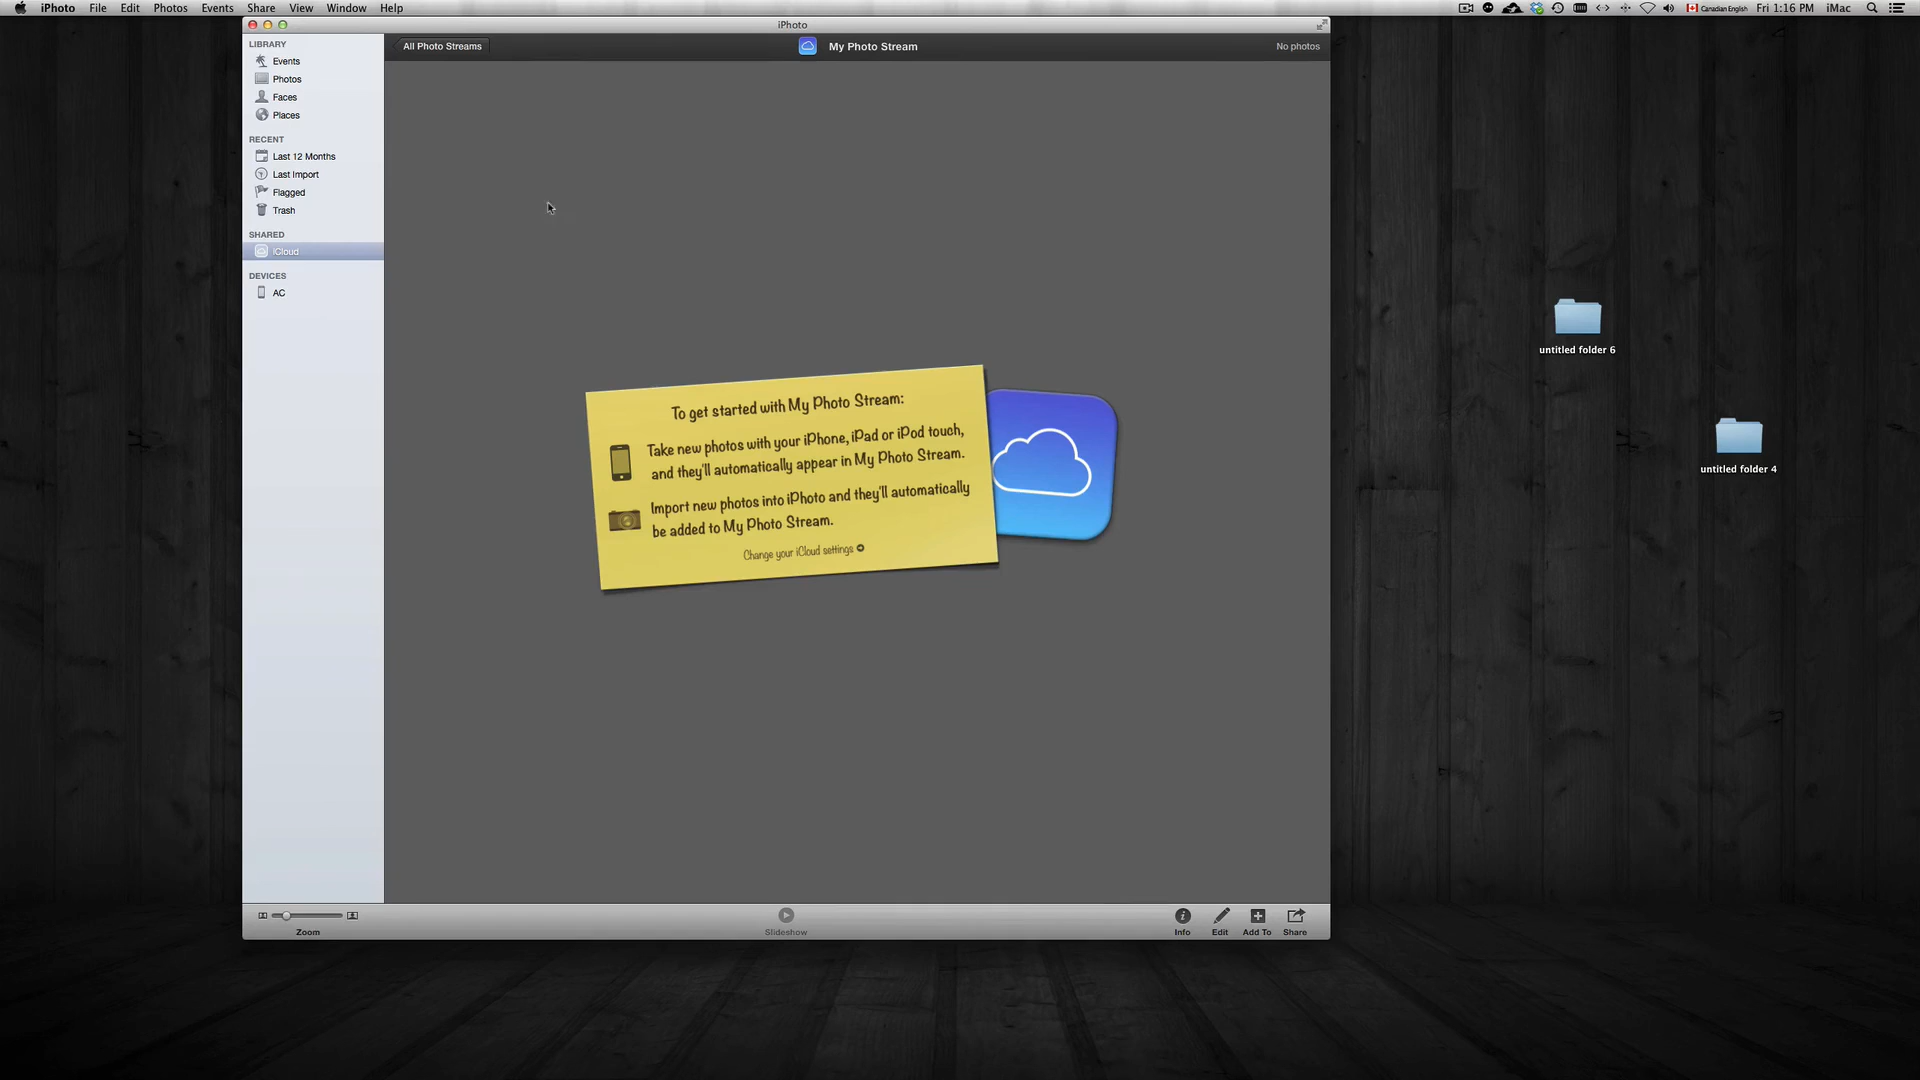 iPhoto File Edit Photos Events Share View Window Help
Canadian English Fri 1:16 PM iMac
iPhoto
All Photo Streams
My Photo Stream
No photos
LIBRARY
Events
Photos
Faces
Places
RECENT
Last 12 Months
Last Import
Flagged
Trash
SHARED
iCloud
DEVICES
AC
To get started with My Photo Stream:
Take new photos with your iPhone, iPad or iPod touch,
and they'll automatically appear in My Photo Stream.
Import new photos into iPhoto and they'll automatically
be added to My Photo Stream.
Change your iCloud settings
untitled folder 6
untitled folder 4
Zoom
Slideshow
Info Edit Add To Share